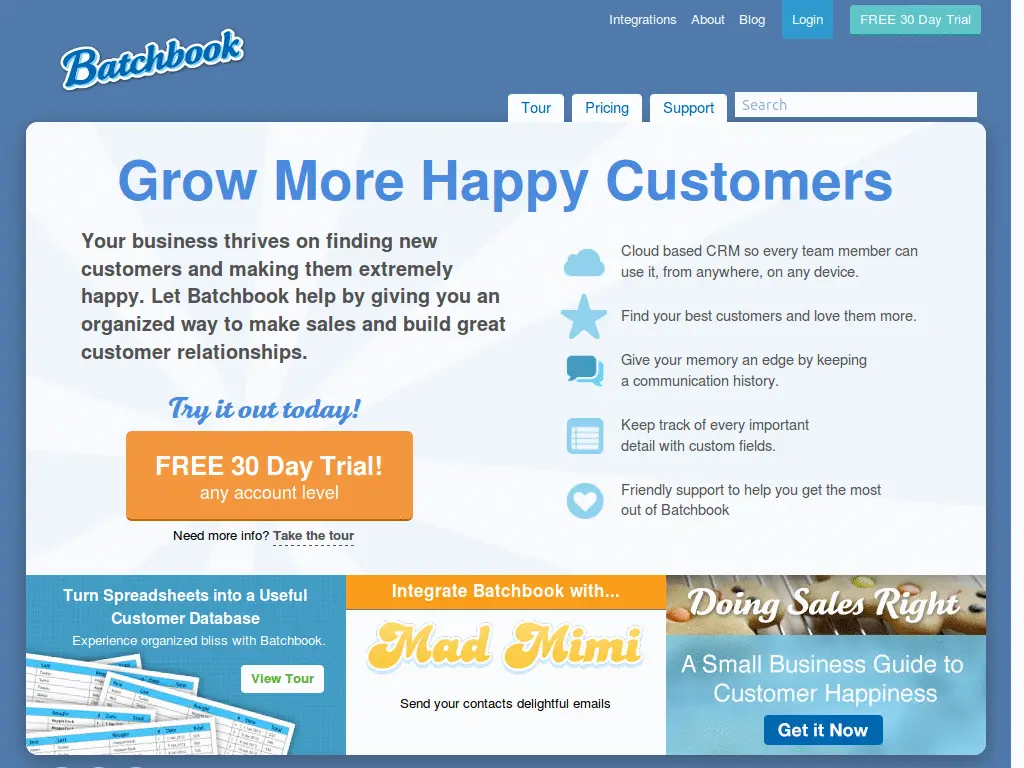 Integrations About Blog Login FREE 30 Day Trial
Batchbook
Tour Pricing Support Search
Grow More Happy Customers
Your business thrives on finding new
customers and making them extremely
happy. Let Batchbook help by giving you an
organized way to make sales and build great
customer relationships.
Try it out today!
FREE 30 Day Trial!
any account level
Need more info? Take the tour
Cloud based CRM so every team member can
use it, from anywhere, on any device.
Find your best customers and love them more.
Give your memory an edge by keeping
a communication history.
Keep track of every important
detail with custom fields.
Friendly support to help you get the most
out of Batchbook
Turn Spreadsheets into a Useful
Customer Database
Experience organized bliss with Batchbook.
View Tour
Integrate Batchbook with...
Mad Mimi
Send your contacts delightful emails
Doing Sales Right
A Small Business Guide to
Customer Happiness
Get it Now